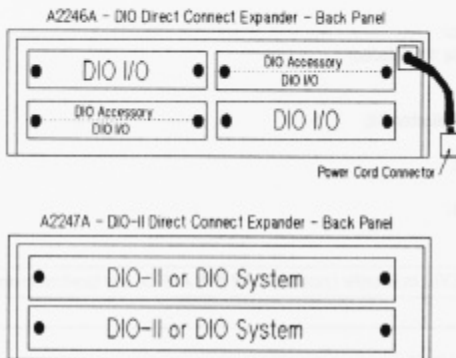 A2246A - DIO Direct Connect Expander - Back Panel
DIO I/O
DIO Accessory
DIO I/O
DIO Accessory
DIO I/O
DIO I/O
Power Cord Connector
A2247A - DIO-II Direct Connect Expander - Back Panel
DIO-II or DIO System
DIO-II or DIO System